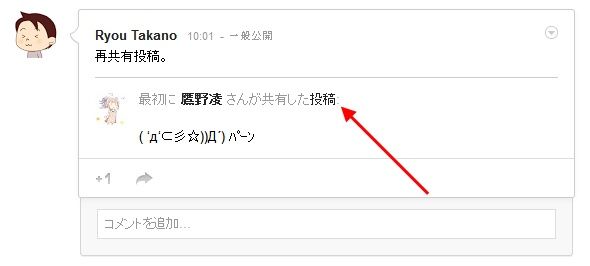 Ryou Takano 10:01 - 一般公開
再共有投稿。
最初に 鷹野凌 さんが共有した投稿:
( ‘д‘⊂彡☆))Д´) ﾊﾟｰｿ
+1
コメントを追加...